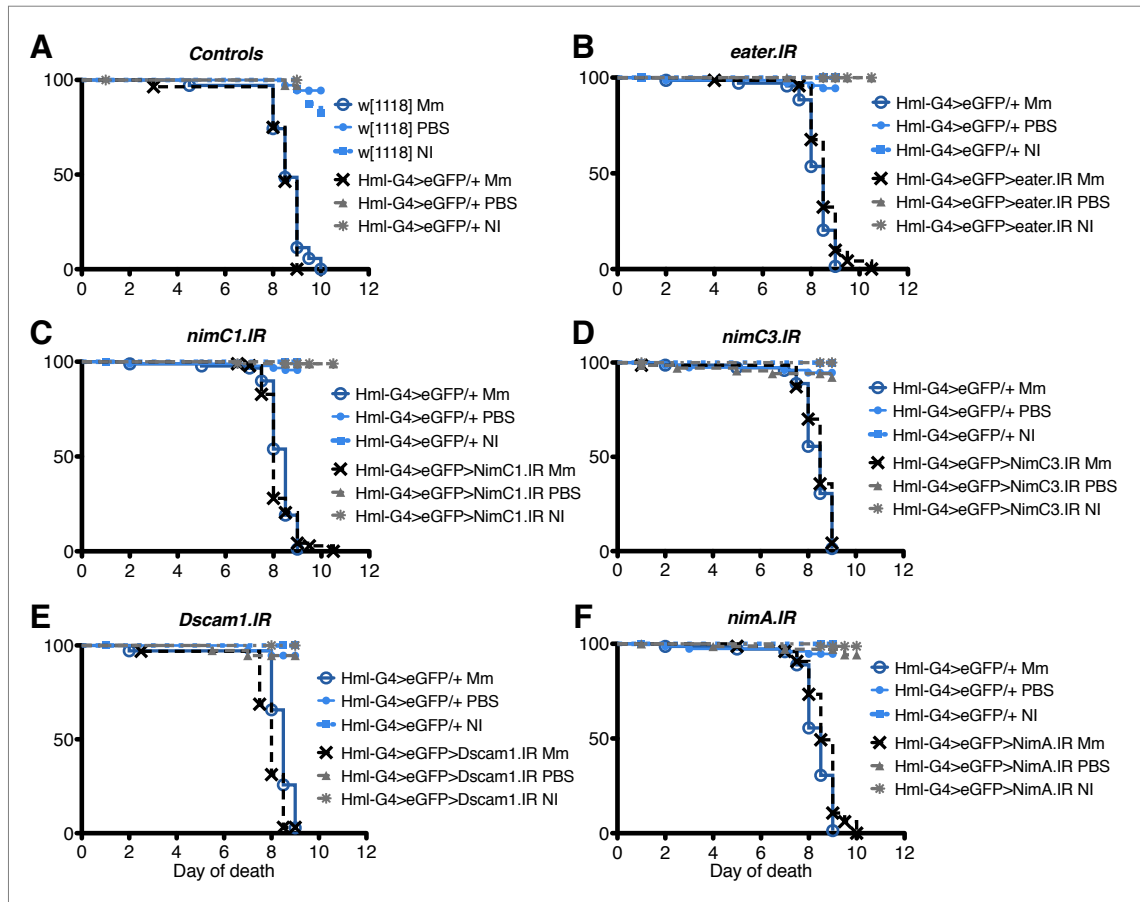 A
Controls
100
50
0
0 2 4 6 8 10 12
w[1118] Mm
w[1118] PBS
w[1118] NI
Hml-G4>eGFP/+ Mm
Hml-G4>eGFP/+ PBS
Hml-G4>eGFP/+ NI
B
eater.IR
100
50
0
0 2 4 6 8 10 12
Hml-G4>eGFP/+ Mm
Hml-G4>eGFP/+ PBS
Hml-G4>eGFP/+ NI
Hml-G4>eGFP>eater.IR Mm
Hml-G4>eGFP>eater.IR PBS
Hml-G4>eGFP>eater.IR NI
C
nimC1.IR
100
50
0
0 2 4 6 8 10 12
Hml-G4>eGFP/+ Mm
Hml-G4>eGFP/+ PBS
Hml-G4>eGFP/+ NI
Hml-G4>eGFP>NimC1.IR Mm
Hml-G4>eGFP>NimC1.IR PBS
Hml-G4>eGFP>NimC1.IR NI
D
nimC3.IR
100
50
0
0 2 4 6 8 10 12
Hml-G4>eGFP/+ Mm
Hml-G4>eGFP/+ PBS
Hml-G4>eGFP/+ NI
Hml-G4>eGFP>NimC3.IR Mm
Hml-G4>eGFP>NimC3.IR PBS
Hml-G4>eGFP>NimC3.IR NI
E
Dscam1.IR
100
50
0
0 2 4 6 8 10 12
Day of death
Hml-G4>eGFP/+ Mm
Hml-G4>eGFP/+ PBS
Hml-G4>eGFP/+ NI
Hml-G4>eGFP>Dscam1.IR Mm
Hml-G4>eGFP>Dscam1.IR PBS
Hml-G4>eGFP>Dscam1.IR NI
F
nimA.IR
100
50
0
0 2 4 6 8 10 12
Day of death
Hml-G4>eGFP/+ Mm
Hml-G4>eGFP/+ PBS
Hml-G4>eGFP/+ NI
Hml-G4>eGFP>NimA.IR Mm
Hml-G4>eGFP>NimA.IR PBS
Hml-G4>eGFP>NimA.IR NI